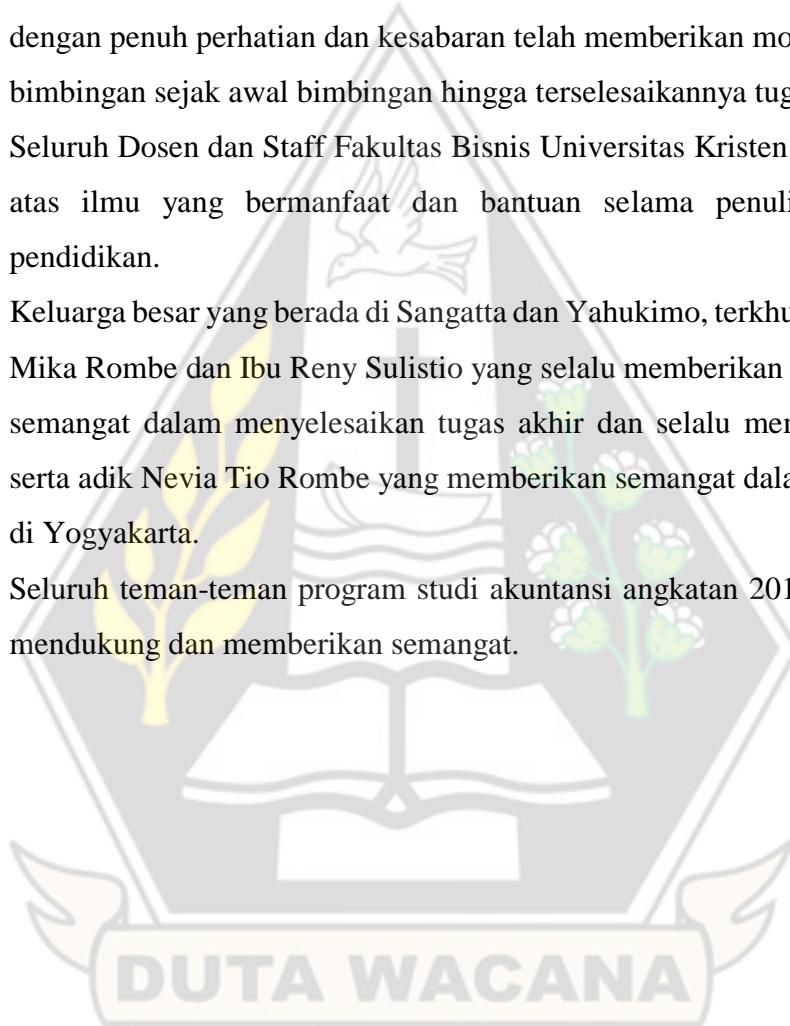 dengan penuh perhatian dan kesabaran telah memberikan mo
bimbingan sejak awal bimbingan hingga terselesaikannya tug
Seluruh Dosen dan Staff Fakultas Bisnis Universitas Kristen
atas ilmu yang bermanfaat dan bantuan selama penuli
pendidikan.
Keluarga besar yang berada di Sangatta dan Yahukimo, terkhu
Mika Rombe dan Ibu Reny Sulistio yang selalu memberikan
semangat dalam menyelesaikan tugas akhir dan selalu men
serta adik Nevia Tio Rombe yang memberikan semangat dala
di Yogyakarta.
Seluruh teman-teman program studi akuntansi angkatan 201
mendukung dan memberikan semangat.
DUTA WACANA